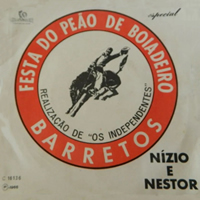 especial
FESTA DO PEÃO DE BOIADEIRO
REALIZAÇÃO DE "OS INDEPENDENTES"
BARRETOS
NÍZIO
E
NESTOR